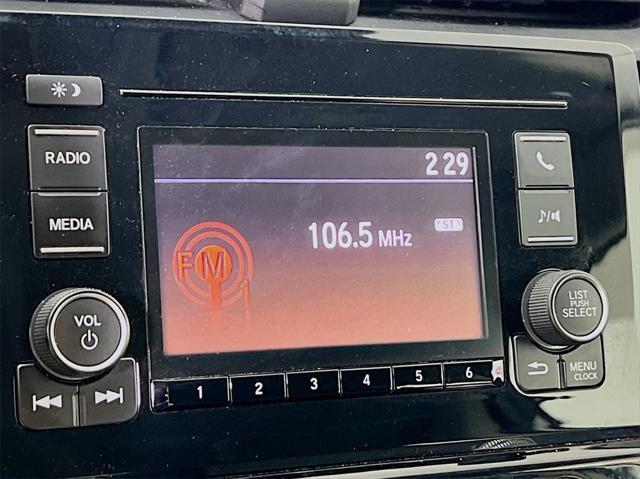 RADIO
MEDIA
VOL
2 29
106.5 MHz
ST
FM
1
1 2 3 4 5 6
LIST
PUSH
SELECT
MENU
CLOCK